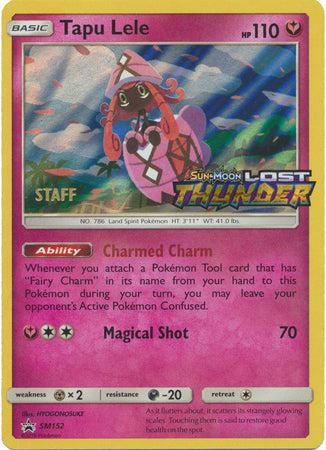 BASIC
Tapu Lele
HP 110
STAFF
SUN & MOON LOST
THUNDER
NO. 786 Land Spirit Pokémon HT: 3'11" WT: 41.0 lbs.
Ability Charmed Charm
Whenever you attach a Pokémon Tool card that has
"Fairy Charm" in its name from your hand to this
Pokémon during your turn, you may leave your
opponent's Active Pokémon Confused.
Magical Shot 70
weakness ×2 resistance -20 retreat
Illus. HYOGONOSUKE
SM152
©2018 Pokémon
As it flutters about, it scatters its strangely glowing
scales. Touching them is said to restore good
health on the spot.